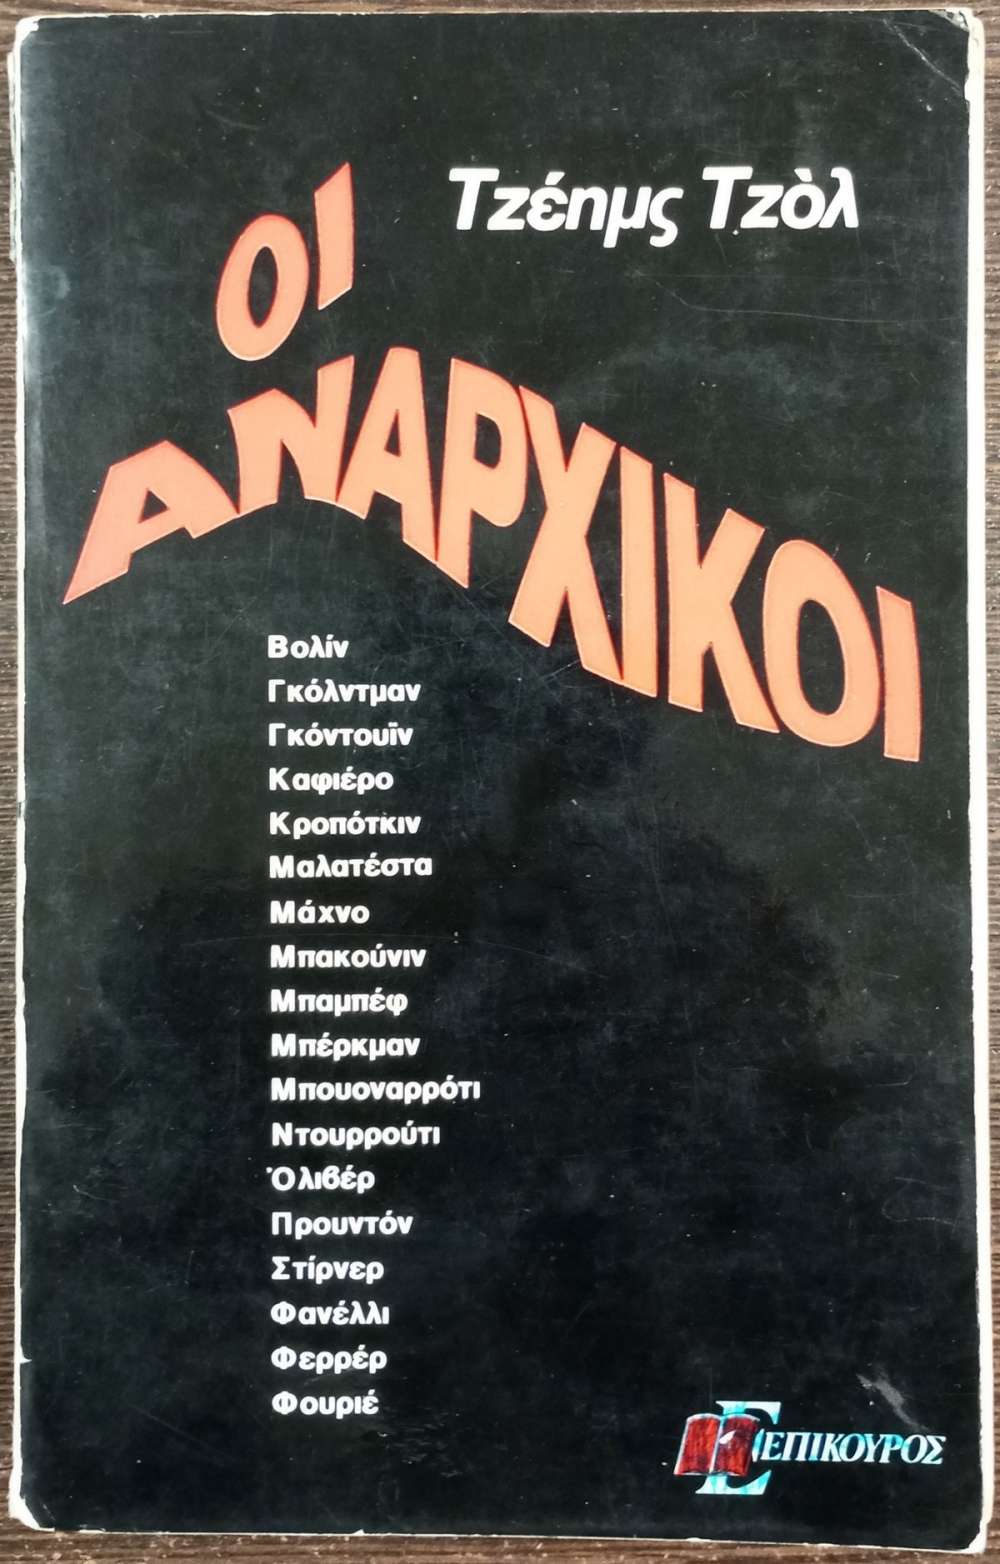 Τζέημς Τζὸλ
ΟΙ
ΑΝΑΡΧΙΚΟΙ
Βολίν
Γκόλντμαν
Γκόντουϊν
Καφιέρο
Κροπότκιν
Μαλατέστα
Μάχνο
Μπακούνιν
Μπαμπέφ
Μπέρκμαν
Μπουοναρρότι
Ντουρρούτι
Ὀλιβέρ
Προυντόν
Στίρνερ
Φανέλλι
Φερρέρ
Φουριέ
Ε ΕΠΙΚΟΥΡΟΣ